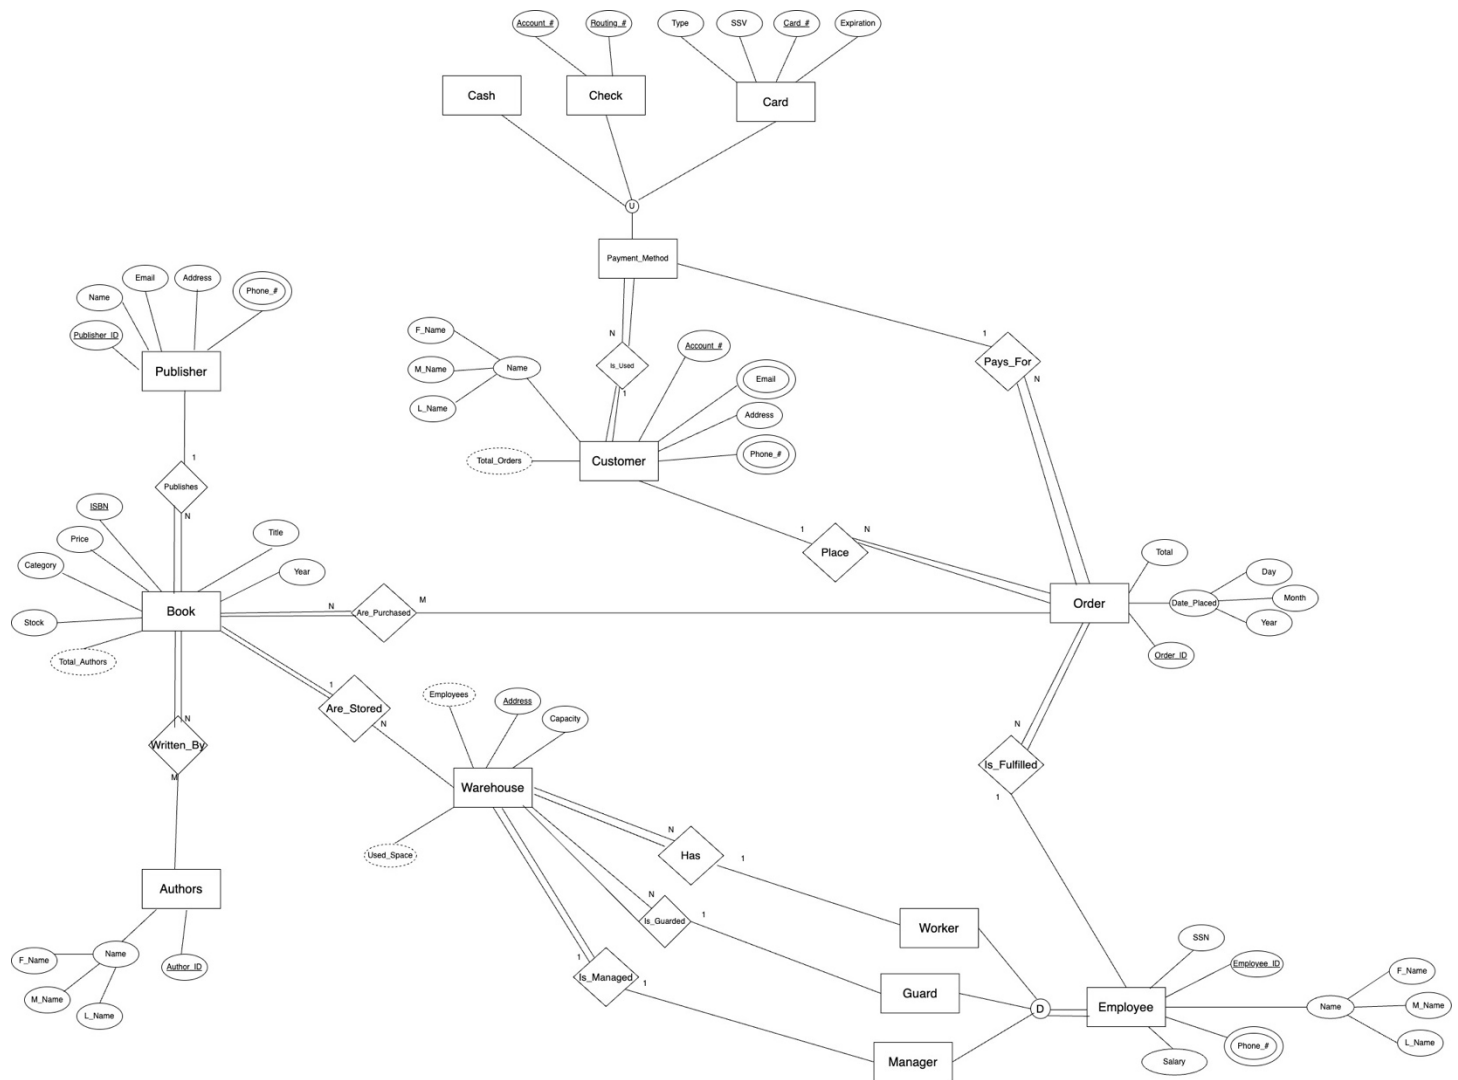 Account_# Routing_# Type SSV Card_# Expiration
Cash Check Card
U
Payment_Method
N
Is_Used
1
1
Pays_For
N
Email Address
Name Phone_#
Publisher_ID
Publisher
1
Publishes
N
F_Name
M_Name Name
L_Name
Account_#
Email
Address
Phone_#
Total_Orders Customer
1 Place N
ISBN
Price Title
Category Year
Stock Book
Total_Authors
N Are_Purchased M
Order
Total
Date_Placed
Day
Month
Year
Order_ID
1
Are_Stored
N
N
Written_By
M
Employees Address Capacity
Warehouse
Used_Space
N
Is_Fulfilled
1
N
Has
1
N
Is_Guarded
1
1
Is_Managed
1
Authors
Name
F_Name
M_Name
L_Name
Author_ID
Worker
Guard
Manager
D
Employee
SSN
Employee_ID
Name
F_Name
M_Name
L_Name
Phone_#
Salary